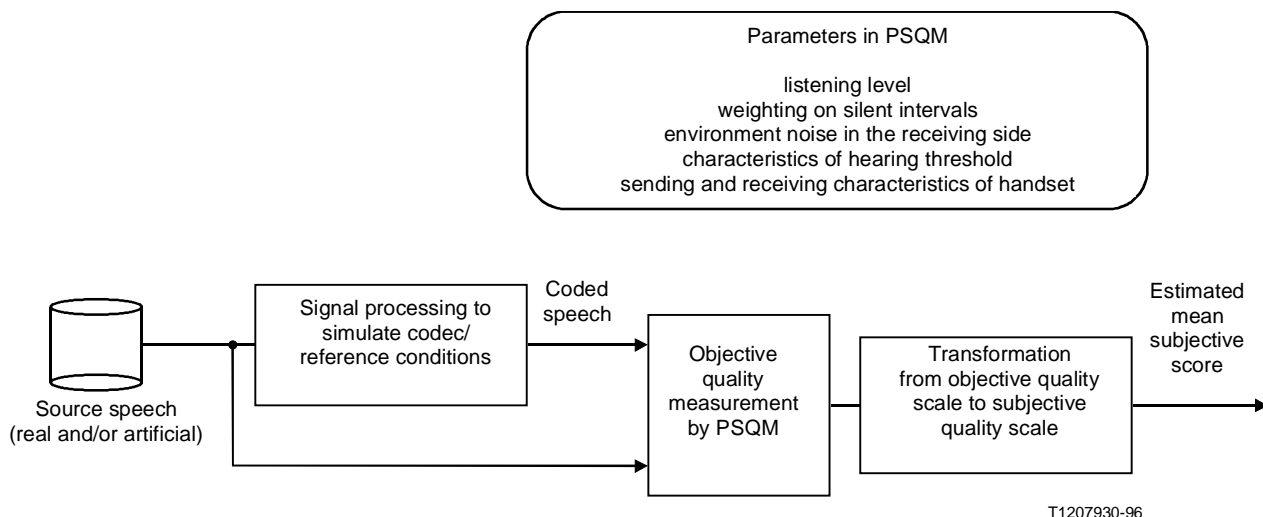 Parameters in PSQM
listening level
weighting on silent intervals
environment noise in the receiving side
characteristics of hearing threshold
sending and receiving characteristics of handset
Source speech
(real and/or artificial)
Signal processing to
simulate codec/
reference conditions
Coded
speech
Objective
quality
measurement
by PSQM
Transformation
from objective quality
scale to subjective
quality scale
Estimated
mean
subjective
score
T1207930-96